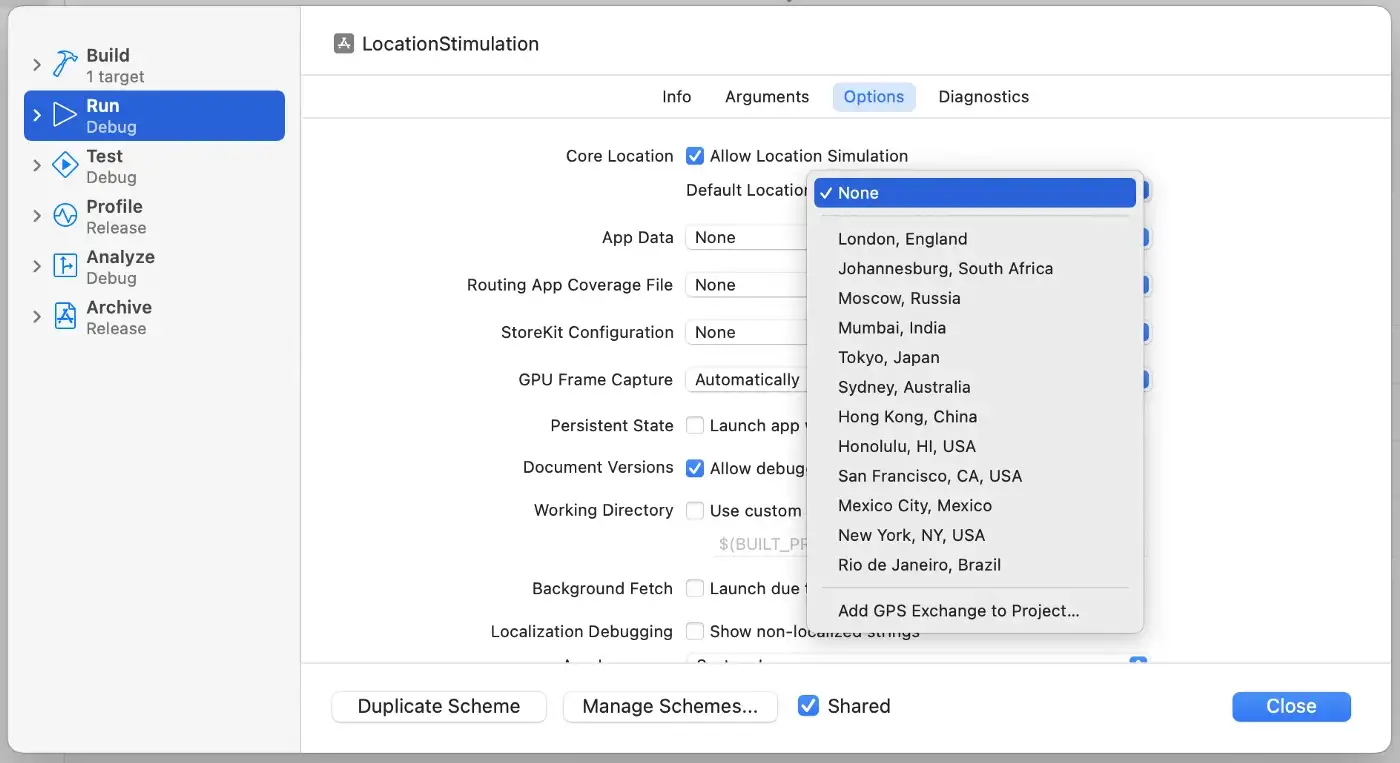 LocationStimulation
Build
1 target
Run
Debug
Test
Debug
Profile
Release
Analyze
Debug
Archive
Release
Info Arguments Options Diagnostics
Core Location Allow Location Simulation
Default Location
None
London, England
Johannesburg, South Africa
Moscow, Russia
Mumbai, India
Tokyo, Japan
Sydney, Australia
Hong Kong, China
Honolulu, HI, USA
San Francisco, CA, USA
Mexico City, Mexico
New York, NY, USA
Rio de Janeiro, Brazil
Add GPS Exchange to Project...
App Data None
Routing App Coverage File None
StoreKit Configuration None
GPU Frame Capture Automatically
Persistent State Launch app
Document Versions Allow debug
Working Directory Use custom
$(BUILT_PR
Background Fetch Launch due
Localization Debugging Show non-localized strings
Duplicate Scheme Manage Schemes... Shared Close